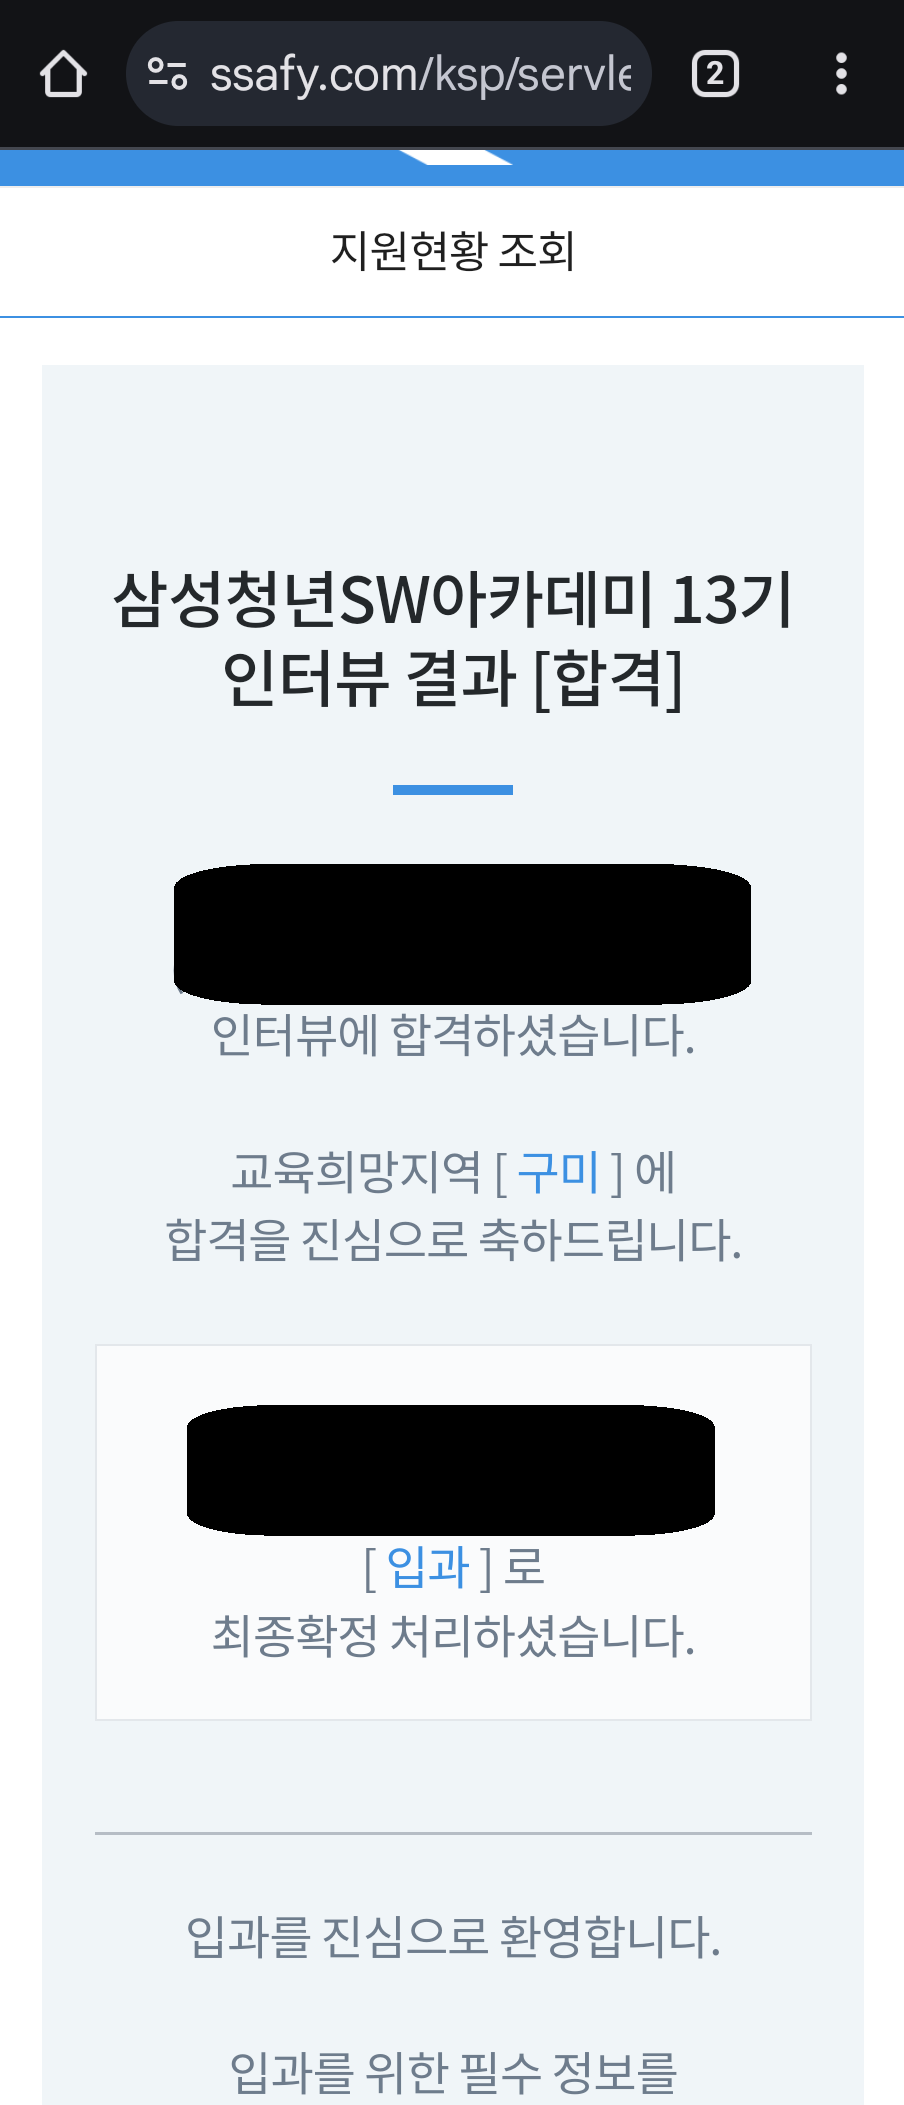 ssafy.com/ksp/servle
2
지원현황 조회
삼성청년SW아카데미 13기
인터뷰 결과 [합격]
인터뷰에 합격하셨습니다.
교육희망지역 [ 구미 ] 에
합격을 진심으로 축하드립니다.
[ 입과 ] 로
최종확정 처리하셨습니다.
입과를 진심으로 환영합니다.
입과를 위한 필수 정보를